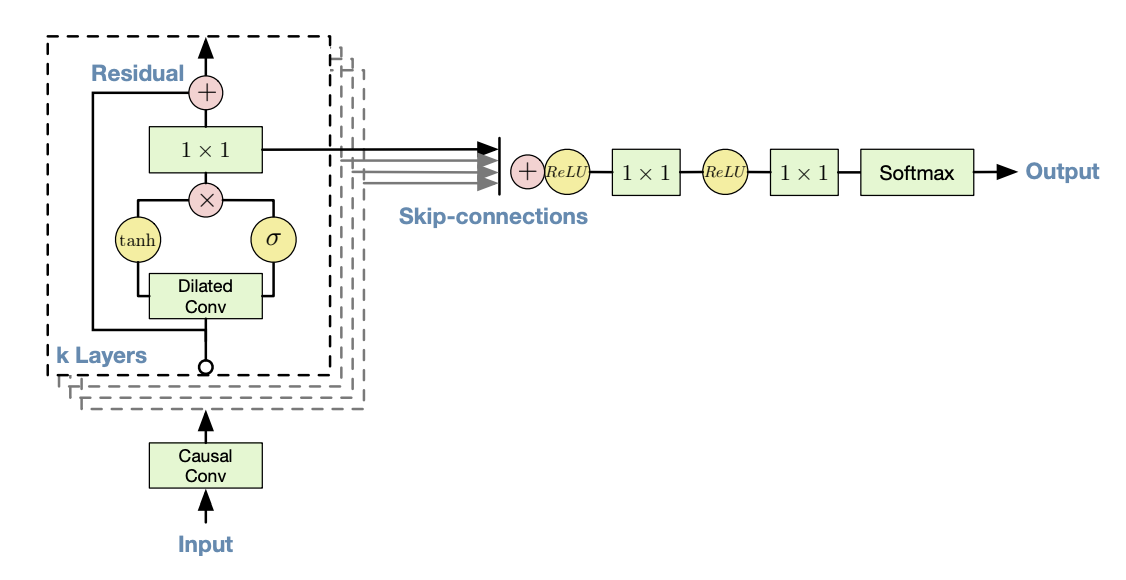 Residual
+
1 × 1
×
tanh
σ
Dilated
Conv
k Layers
Causal
Conv
Input
Skip-connections
+
ReLU
1 × 1
ReLU
1 × 1
Softmax
Output